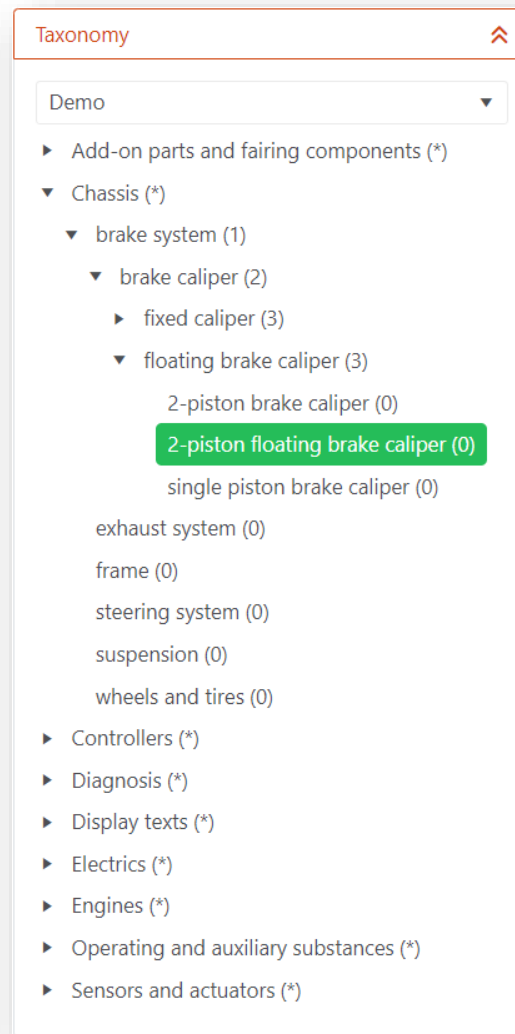 Taxonomy
Demo
Add-on parts and fairing components (*)
Chassis (*)
brake system (1)
brake caliper (2)
fixed caliper (3)
floating brake caliper (3)
2-piston brake caliper (0)
2-piston floating brake caliper (0)
single piston brake caliper (0)
exhaust system (0)
frame (0)
steering system (0)
suspension (0)
wheels and tires (0)
Controllers (*)
Diagnosis (*)
Display texts (*)
Electrics (*)
Engines (*)
Operating and auxiliary substances (*)
Sensors and actuators (*)